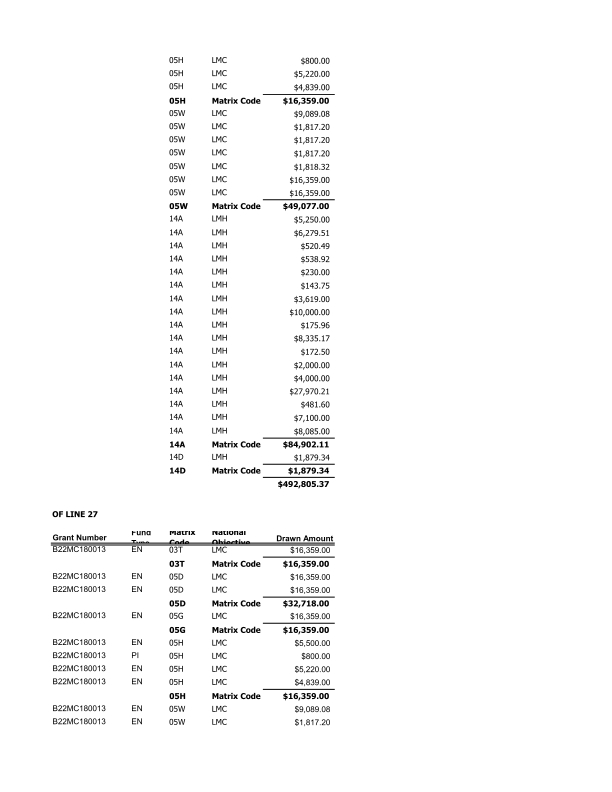 05H LMC $800.00
05H LMC $5,220.00
05H LMC $4,839.00
05H Matrix Code $16,359.00
05W LMC $9,089.08
05W LMC $1,817.20
05W LMC $1,817.20
05W LMC $1,817.20
05W LMC $1,818.32
05W LMC $16,359.00
05W LMC $16,359.00
05W Matrix Code $49,077.00
14A LMH $5,250.00
14A LMH $6,279.51
14A LMH $520.49
14A LMH $538.92
14A LMH $230.00
14A LMH $143.75
14A LMH $3,619.00
14A LMH $10,000.00
14A LMH $175.96
14A LMH $8,335.17
14A LMH $172.50
14A LMH $2,000.00
14A LMH $4,000.00
14A LMH $27,970.21
14A LMH $481.60
14A LMH $7,100.00
14A LMH $8,085.00
14A Matrix Code $84,902.11
14D LMH $1,879.34
14D Matrix Code $1,879.34
$492,805.37
OF LINE 27
Grant Number Fund Type Matrix Code National Objective Drawn Amount
B22MC180013 EN 03T LMC $16,359.00
03T Matrix Code $16,359.00
B22MC180013 EN 05D LMC $16,359.00
B22MC180013 EN 05D LMC $16,359.00
05D Matrix Code $32,718.00
B22MC180013 EN 05G LMC $16,359.00
05G Matrix Code $16,359.00
B22MC180013 EN 05H LMC $5,500.00
B22MC180013 PI 05H LMC $800.00
B22MC180013 EN 05H LMC $5,220.00
B22MC180013 EN 05H LMC $4,839.00
05H Matrix Code $16,359.00
B22MC180013 EN 05W LMC $9,089.08
B22MC180013 EN 05W LMC $1,817.20